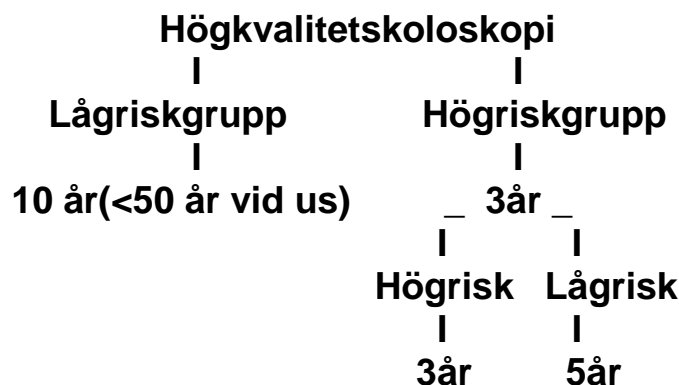 Högkvalitetskoloskopi
I I
Lågriskgrupp Högriskgrupp
I I
10 år(<50 år vid us) _ 3år _
I I
Högrisk Lågrisk
I I
3år 5år